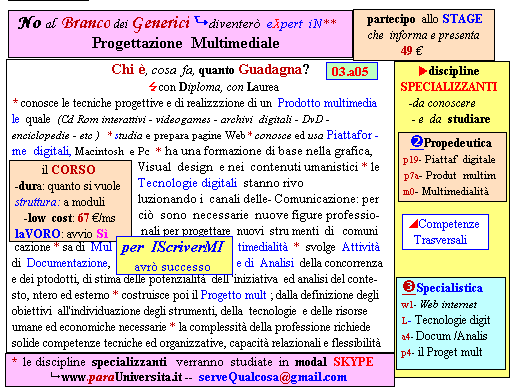 No al Branco dei Generici diventerò eXpert iN**
Progettazione Multimediale
partecipo allo STAGE
che informa e presenta
49 €
Chi è, cosa fa, quanto Guadagna?
03.a05
con Diploma, con Laurea
* conosce le tecniche progettive e di realizzzione di un Prodotto multimedia
le quale (Cd Rom interattivi - videogames - archivi digitali - DvD -
enciclopedie - etc ) * studia e prepara pagine Web * conosce ed usa Piattafor -
me digitali, Macintosh e Pc * ha una formazione di base nella grafica,
Visual design e nei contenuti umanistici * le
Tecnologie digitali stanno rivo
luzionando i canali delle- Comunicazione: per
ciò sono necessarie nuove figure professio-
nali per progettare nuovi strumenti di comuni
il CORSO
-dura: quanto si vuole
struttura: a moduli
-low cost: 67 €/ms
laVORO: avvio Sì
cazione * sa di Mul
timedialità * svolge Attività
per IScriverMI
avrò successo
di Documentazione,
e di Analisi della concorrenza
e dei ptodotti, di stima delle potenzialità dell'iniziativa ed analisi del conte-
sto, ntero ed esterno * costruisce poi il Progetto mult ; dalla definizione degli
obiettivi all'individuazione degli strumenti, della tecnologie e delle risorse
umane ed economiche necessarie * la complessità della professione richiede
solide competenze tecniche ed organizzative, capacità relazionali e flessibilità
discipline
SPECIALIZZANTI
-da conoscere
- e da studiare
2 Propedeutica
p19- Piattaf digitale
p7a- Produt multim
m0- Multimedialità
Competenze
Trasversali
3 Specialistica
w1- Web internet
L- Tecnologie digit
a4- Docum /Analis
p4- il Proget Mult
* le discipline specializzanti verranno studiate in modal SKYPE
www.paraUniversita.it -- serveQualcosa@gmail.com